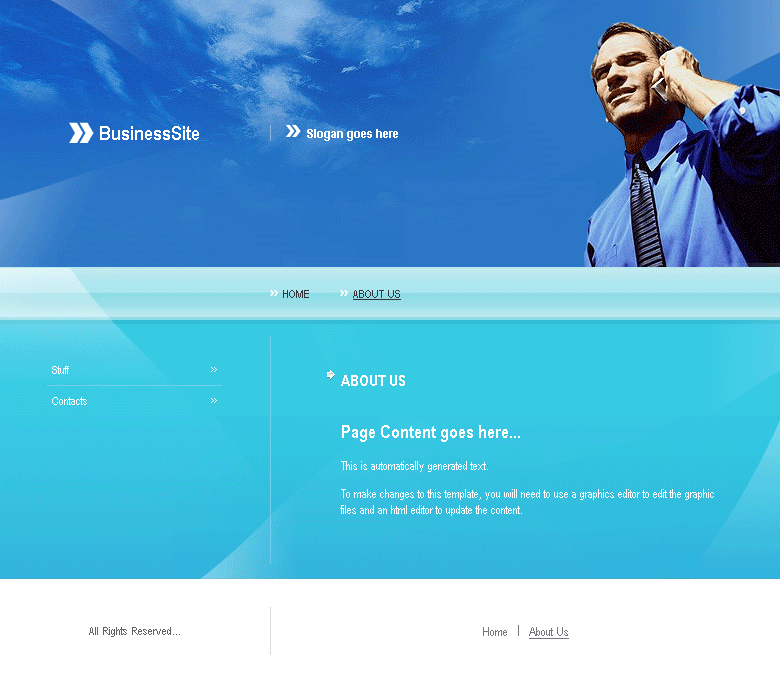 BusinessSite
Slogan goes here
HOME
ABOUT US
Stuff
Contacts
ABOUT US
Page Content goes here...
This is automatically generated text.
To make changes to this template, you will need to use a graphics editor to edit the graphic
files and an html editor to update the content.
All Rights Reserved...
Home | About Us